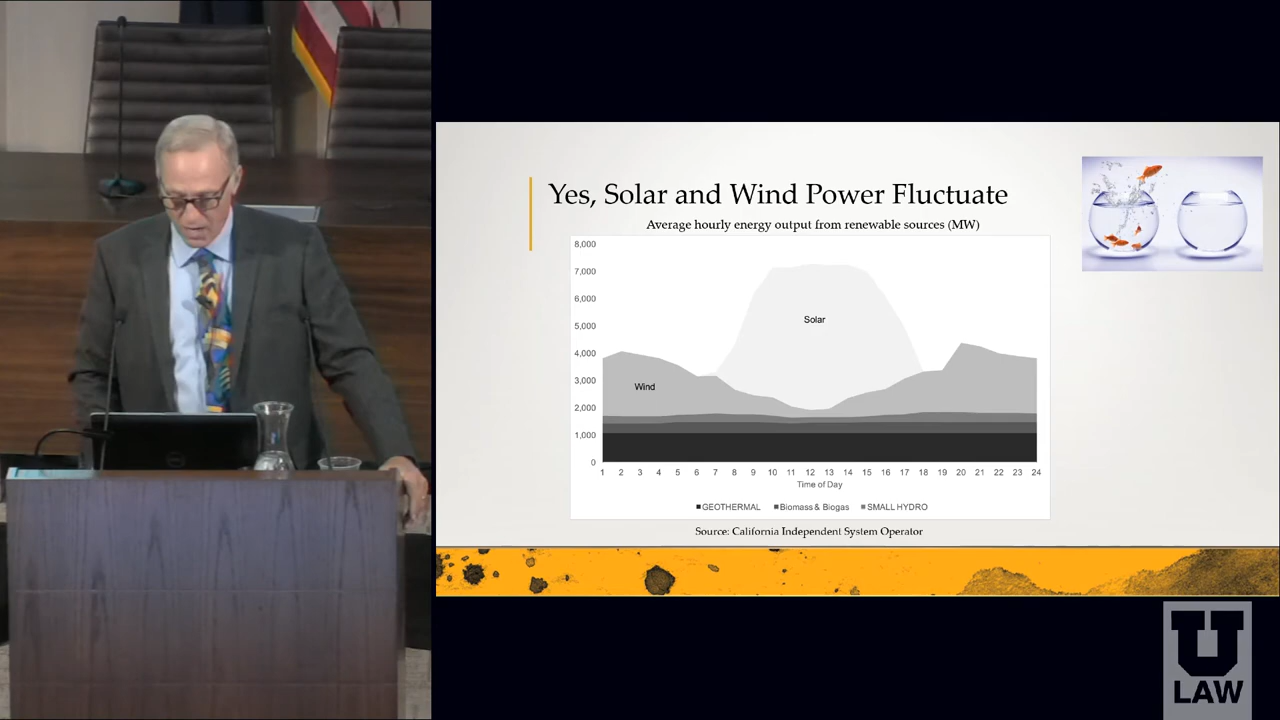 Yes, Solar and Wind Power Fluctuate
Average hourly energy output from renewable sources (MW)
8,000
7,000
6,000
5,000
4,000
3,000
2,000
1,000
0
Solar
Wind
1 2 3 4 5 6 7 8 9 10 11 12 13 14 15 16 17 18 19 20 21 22 23 24
Time of Day
GEOTHERMAL Biomass & Biogas SMALL HYDRO
Source: California Independent System Operator
U
LAW